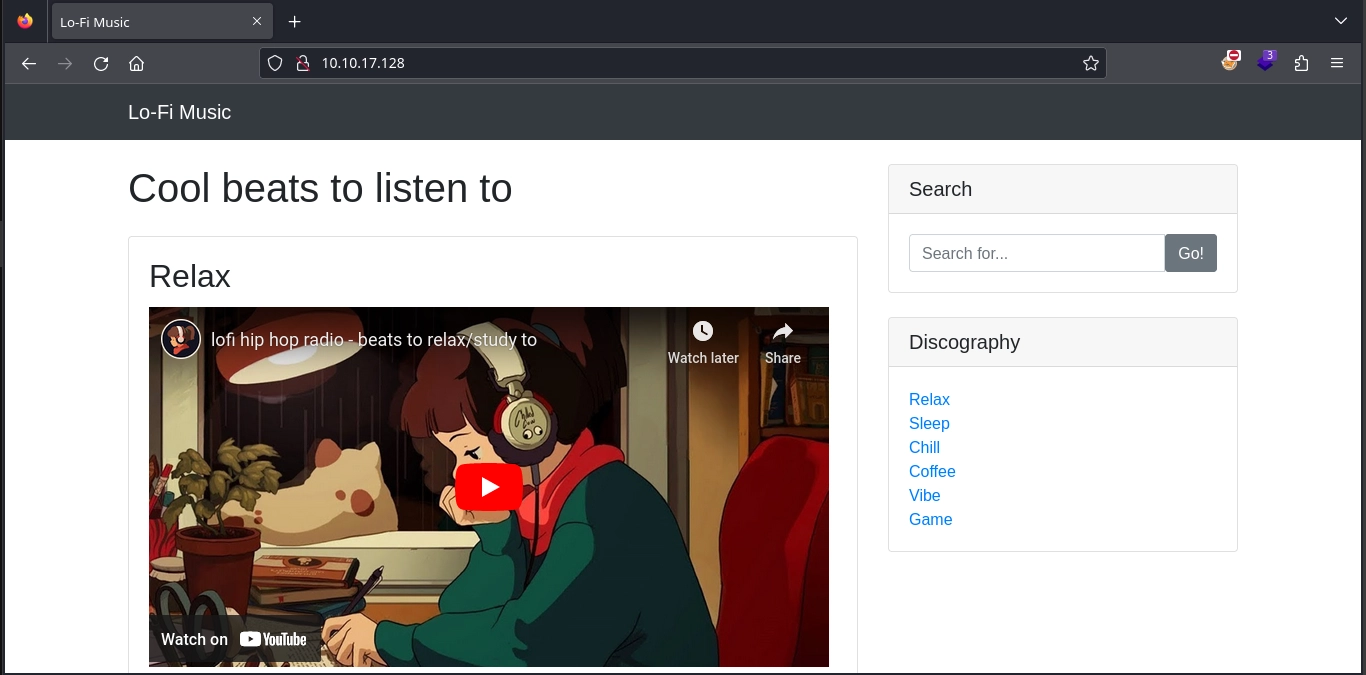 Lo-Fi Music
3
10.10.17.128
Lo-Fi Music
Cool beats to listen to
Relax
lofi hip hop radio - beats to relax/study to
Watch later
Share
Watch on YouTube
Search
Search for...
Go!
Discography
Relax
Sleep
Chill
Coffee
Vibe
Game